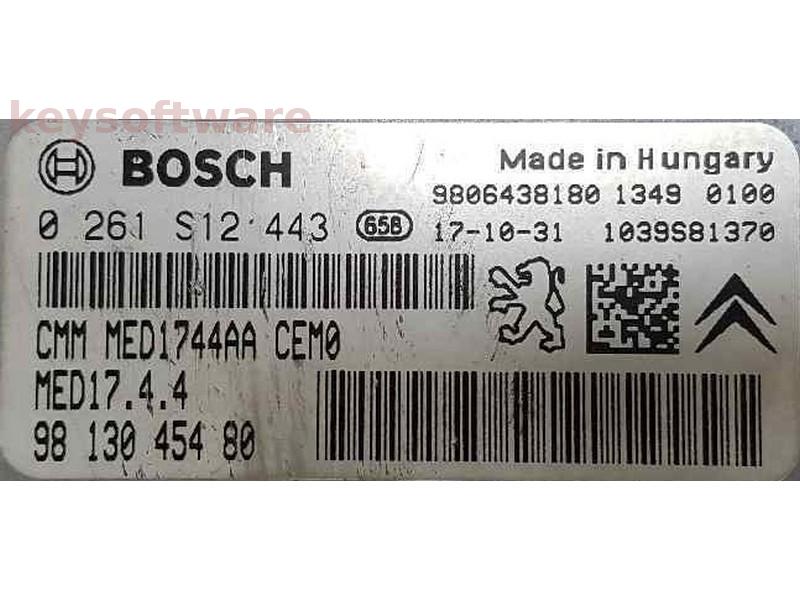 keysoftware
BOSCH
Made in Hungary
9806438180 1349 0100
0 261 S12 443 658 17-10-31 1039S81370
CMM MED1744AA CEM0
MED17.4.4
98 130 454 80